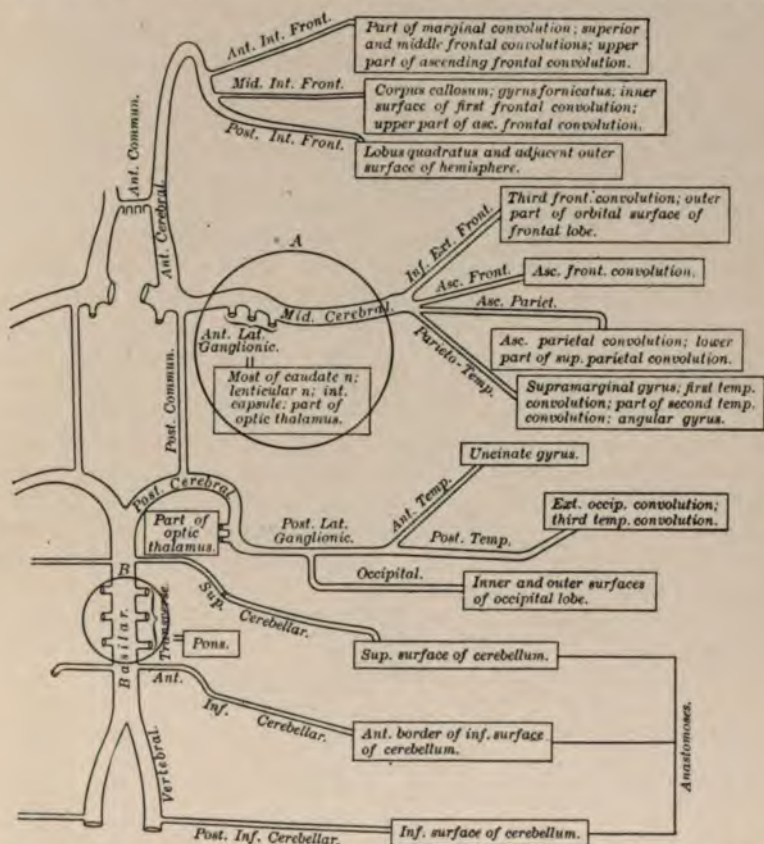 Ant. Int. Front.
Part of marginal convolution; superior
and middle frontal convolutions; upper
part of ascending frontal convolution.
Mid. Int. Front.
Corpus callosum; gyrus fornicatus; inner
surface of first frontal convolution;
upper part of asc. frontal convolution.
Post. Int. Front.
Lobus quadratus and adjacent outer
surface of hemisphere.
Ant. Commun.
Ant. Cerebral.
A
Third front. convolution; outer
part of orbital surface of
frontal lobe.
Inf. Ext. Front.
Asc. Front.
Asc. front. convolution.
Asc. Pariet.
Mid. Cerebral.
Ant. Lat.
Ganglionic.
Asc. parietal convolution; lower
part of sup. parietal convolution.
Parieto-Temp.
Most of caudate n;
lenticular n; int.
capsule; part of
optic thalamus.
Supramarginal gyrus; first temp.
convolution; part of second temp.
convolution; angular gyrus.
Post. Commun.
Uncinate gyrus.
Post. Cerebral
Ant. Temp.
Part of
optic
thalamus.
Post. Lat.
Ganglionic.
Post. Temp.
Ext. occip. convolution;
third temp. convolution.
Occipital.
Inner and outer surfaces
of occipital lobe.
B
Sup. Cerebellar.
Basilar.
Transverse.
Pons.
Sup. surface of cerebellum.
Ant. Inf. Cerebellar.
Ant. border of inf. surface
of cerebellum.
Anastomoses.
Vertebral.
Post. Inf. Cerebellar.
Inf. surface of cerebellum.